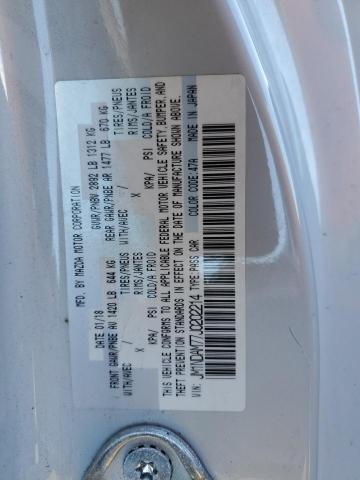 MFD. BY MAZDA MOTOR CORPORATION
DATE: 01/18 GVWR/PNBV 2892 LB 1312 KG
FRONT GAWR/PNBE AV 1420 LB 644 KG REAR GAWR/PNBE AR 1477 LB 670 KG
WITH/AVEC TIRES/PNEUS WITH/AVEC TIRES/PNEUS
/ X RIMS/JANTES / X RIMS/JANTES
KPA/ PSI COLD/A FROID KPA/ PSI COLD/A FROID
THIS VEHICLE CONFORMS TO ALL APPLICABLE FEDERAL MOTOR VEHICLE SAFETY,BUMPER,AND
THEFT PREVENTION STANDARDS IN EFFECT ON THE DATE OF MANUFACTURE SHOWN ABOVE.
VIN: JM1NDAM77J0202214 TYPE:PASS CAR COLOR CODE:47A MADE IN JAPAN